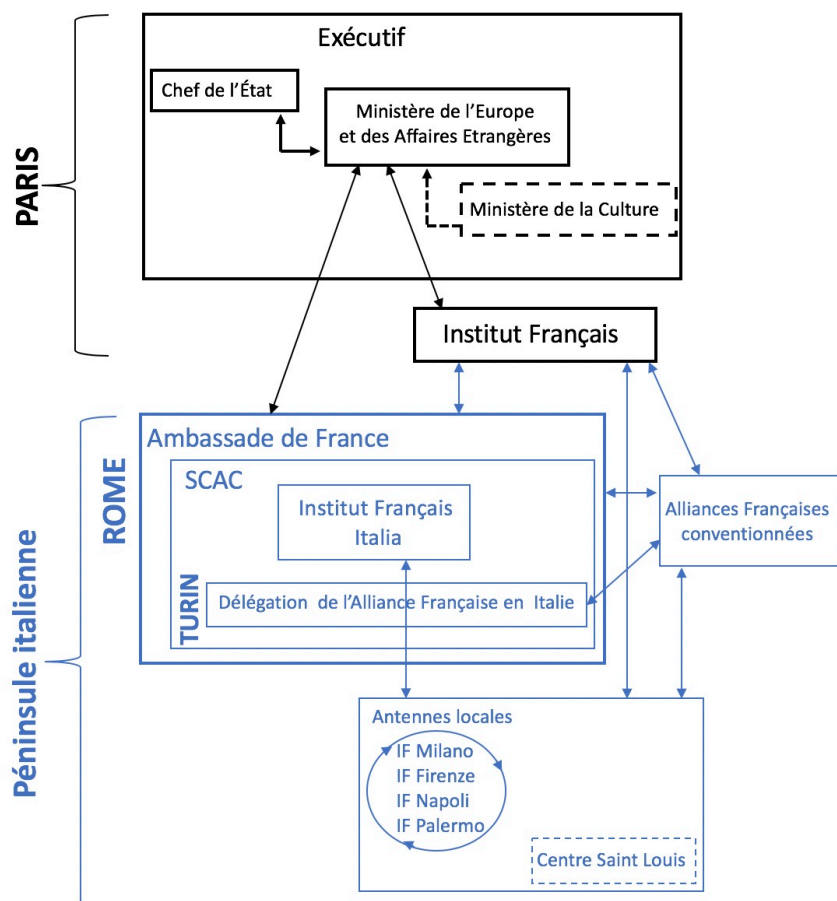 Exécutif
Chef de l’État
Ministère de l’Europe
et des Affaires Etrangères
Ministère de la Culture
PARIS
Institut Français
Péninsule italienne
ROME
Ambassade de France
SCAC
Institut Français
Italia
TURIN
Délégation de l’Alliance Française en Italie
Alliances Françaises
conventionnées
Antennes locales
IF Milano
IF Firenze
IF Napoli
IF Palermo
Centre Saint Louis